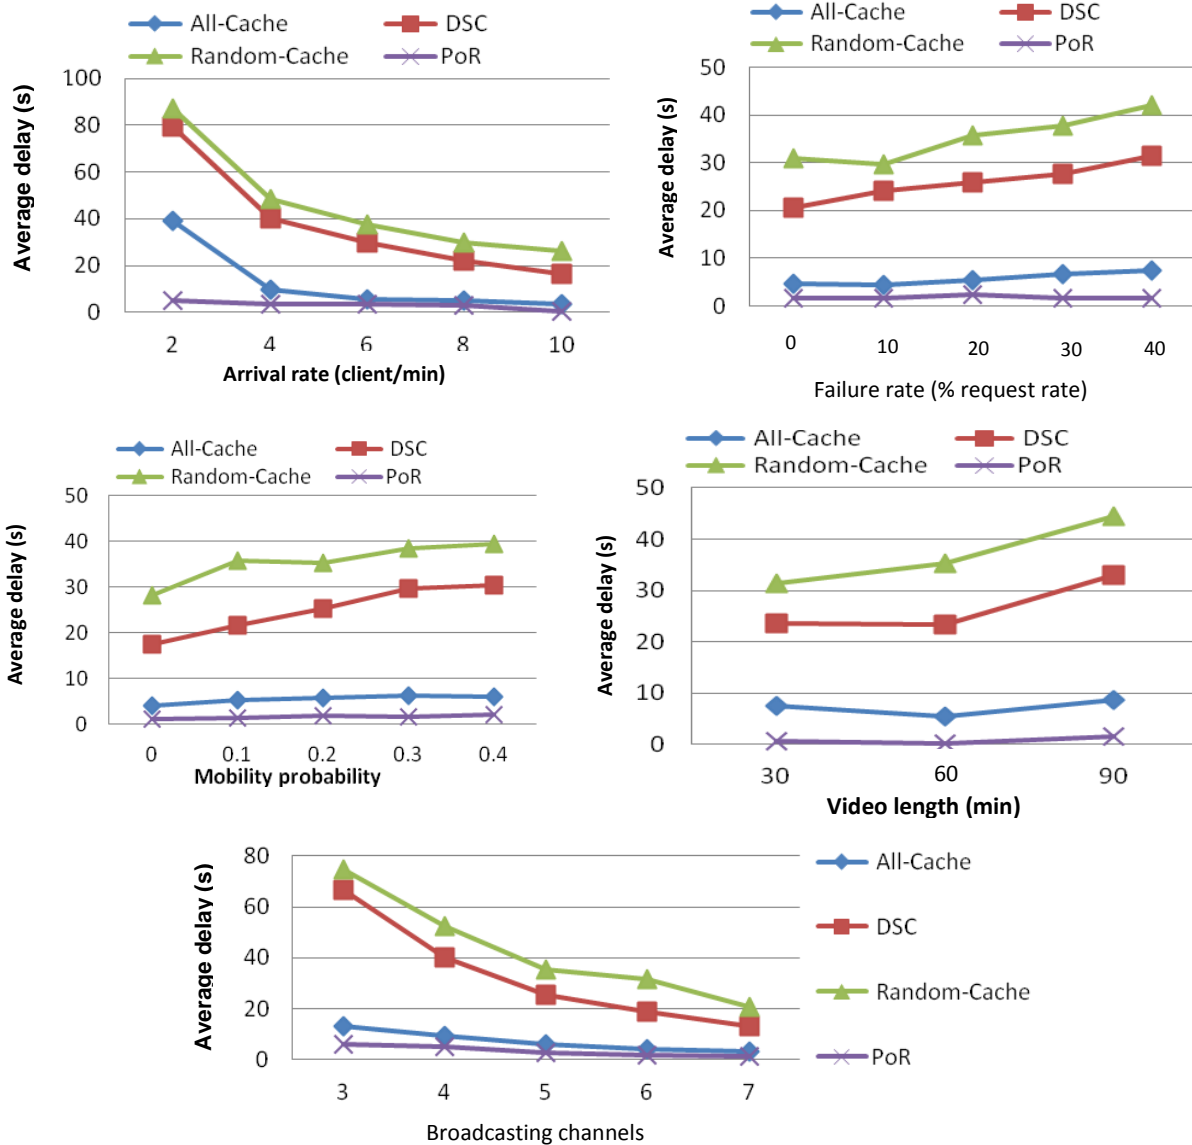 All-Cache DSC
Random-Cache PoR
Average delay (s)
100
80
60
40
20
0
2 4 6 8 10
Arrival rate (client/min)
All-Cache DSC
Random-Cache PoR
Average delay (s)
50
40
30
20
10
0
0 10 20 30 40
Failure rate (% request rate)
All-Cache DSC
Random-Cache PoR
Average delay (s)
50
40
30
20
10
0
0 0.1 0.2 0.3 0.4
Mobility probability
All-Cache DSC
Random-Cache PoR
Average delay (s)
50
40
30
20
10
0
30 60 90
Video length (min)
Average delay (s)
80
60
40
20
0
3 4 5 6 7
Broadcasting channels
All-Cache
DSC
Random-Cache
PoR